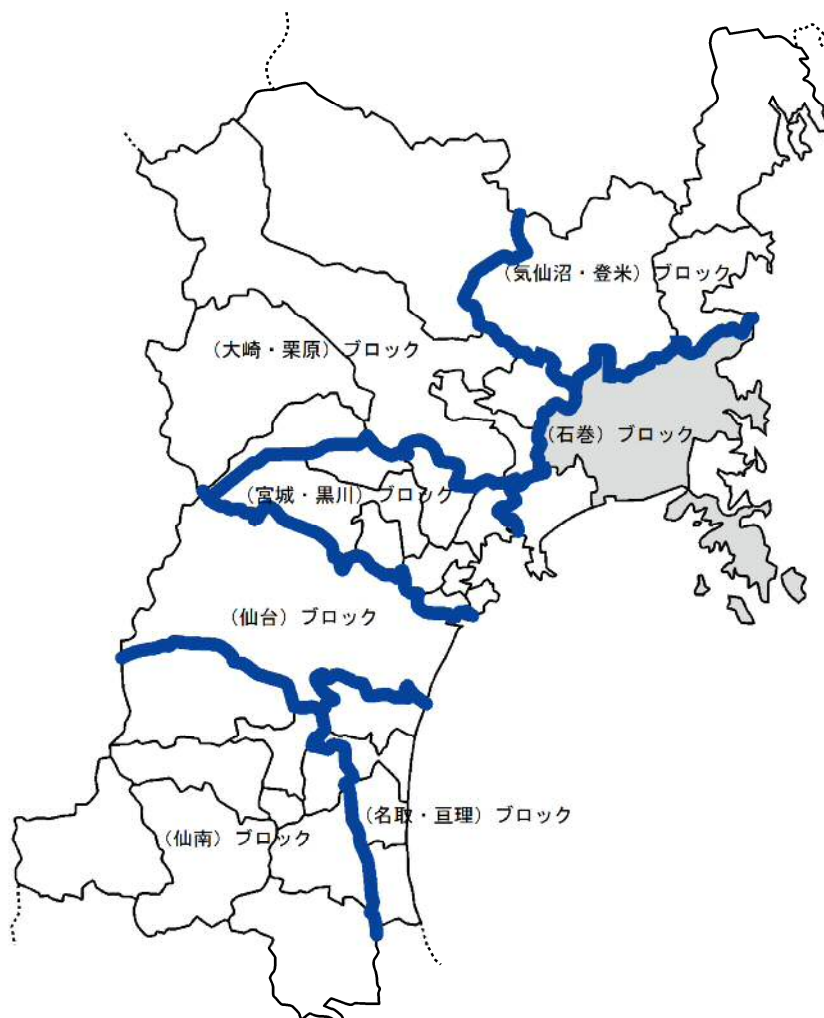 （気仙沼・登米）ブロック
（大崎・栗原）ブロック
（石巻）ブロック
（宮城・黒川）ブロック
（仙台）ブロック
（名取・亘理）ブロック
（仙南）ブロック